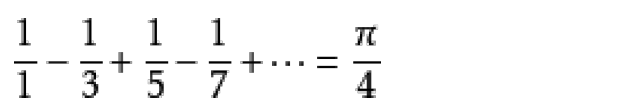 1/1 − 1/3 + 1/5 − 1/7 + ⋯ = π/4